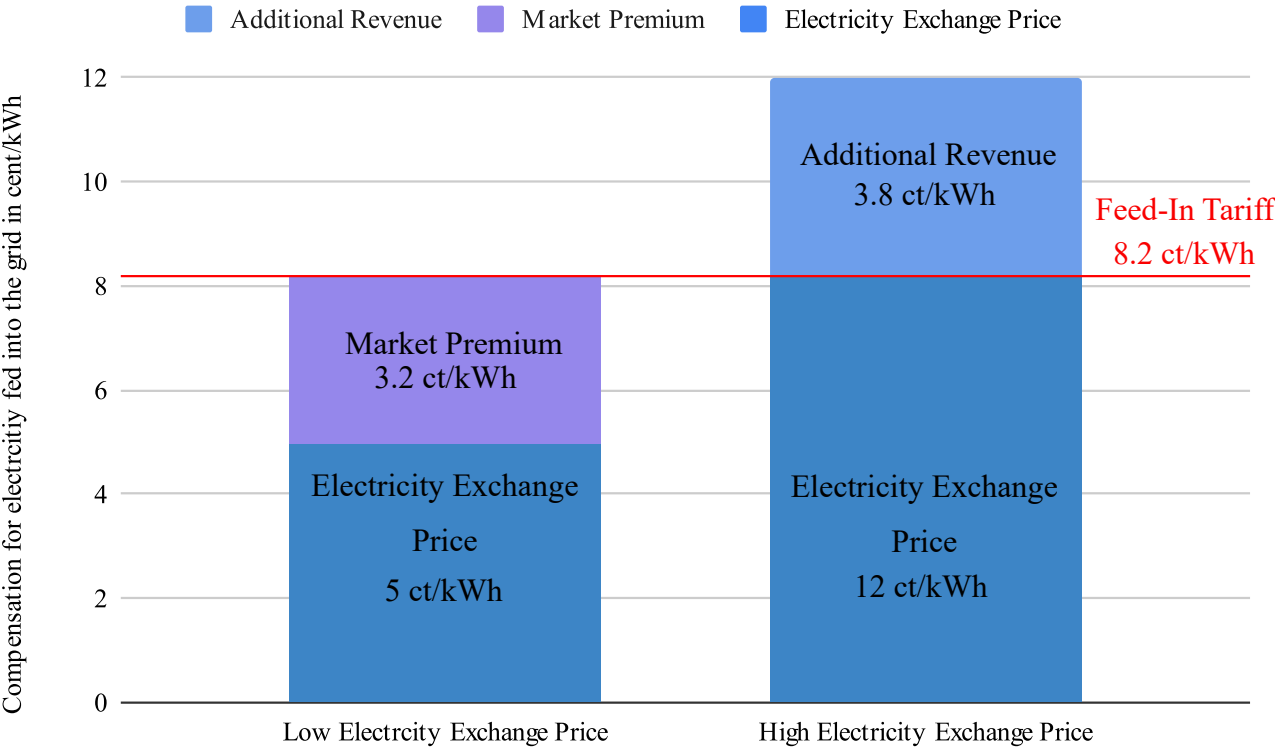 Additional Revenue
Market Premium
Electricity Exchange Price
Compensation for electrcitiy fed into the grid in cent/kWh
12
10
8
6
4
2
0
Market Premium
3.2 ct/kWh
Electricity Exchange
Price
5 ct/kWh
Additional Revenue
3.8 ct/kWh
Electricity Exchange
Price
12 ct/kWh
Feed-In Tariff
8.2 ct/kWh
Low Electrcity Exchange Price
High Electricity Exchange Price